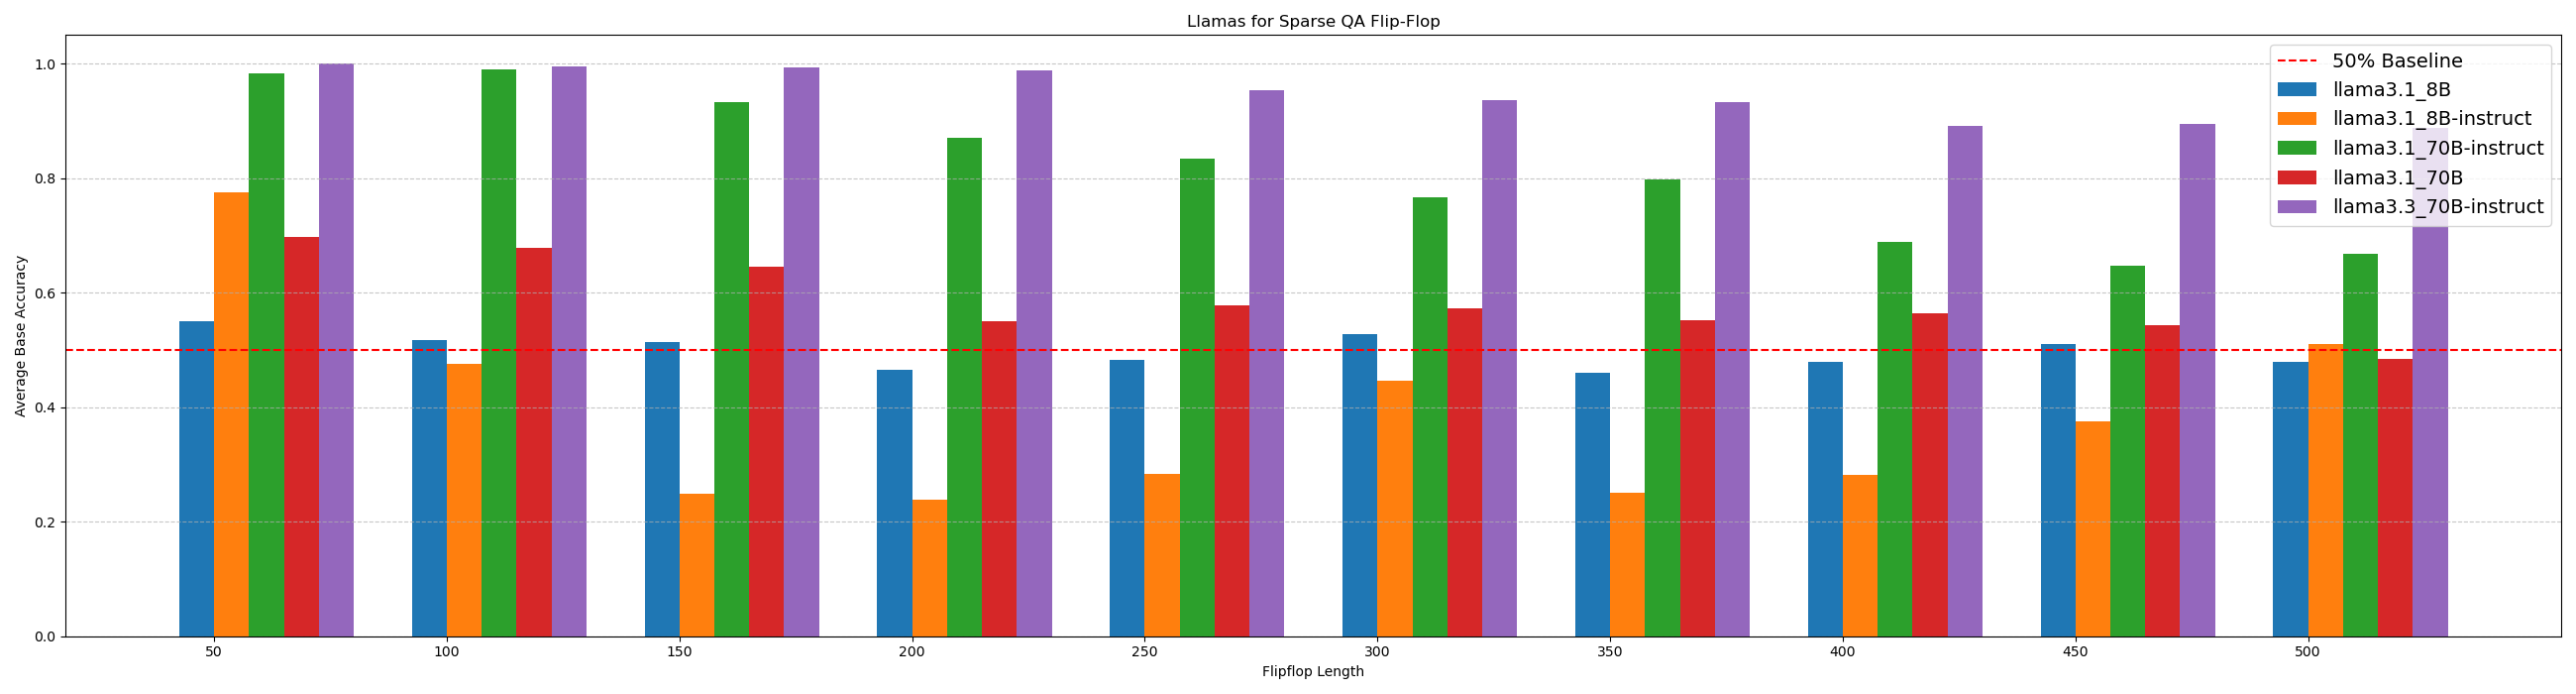 Llamas for Sparse QA Flip-Flop
Average Base Accuracy
1.0
0.8
0.6
0.4
0.2
0.0
50% Baseline
llama3.1_8B
llama3.1_8B-instruct
llama3.1_70B-instruct
llama3.1_70B
llama3.3_70B-instruct
50 100 150 200 250 300 350 400 450 500
Flipflop Length